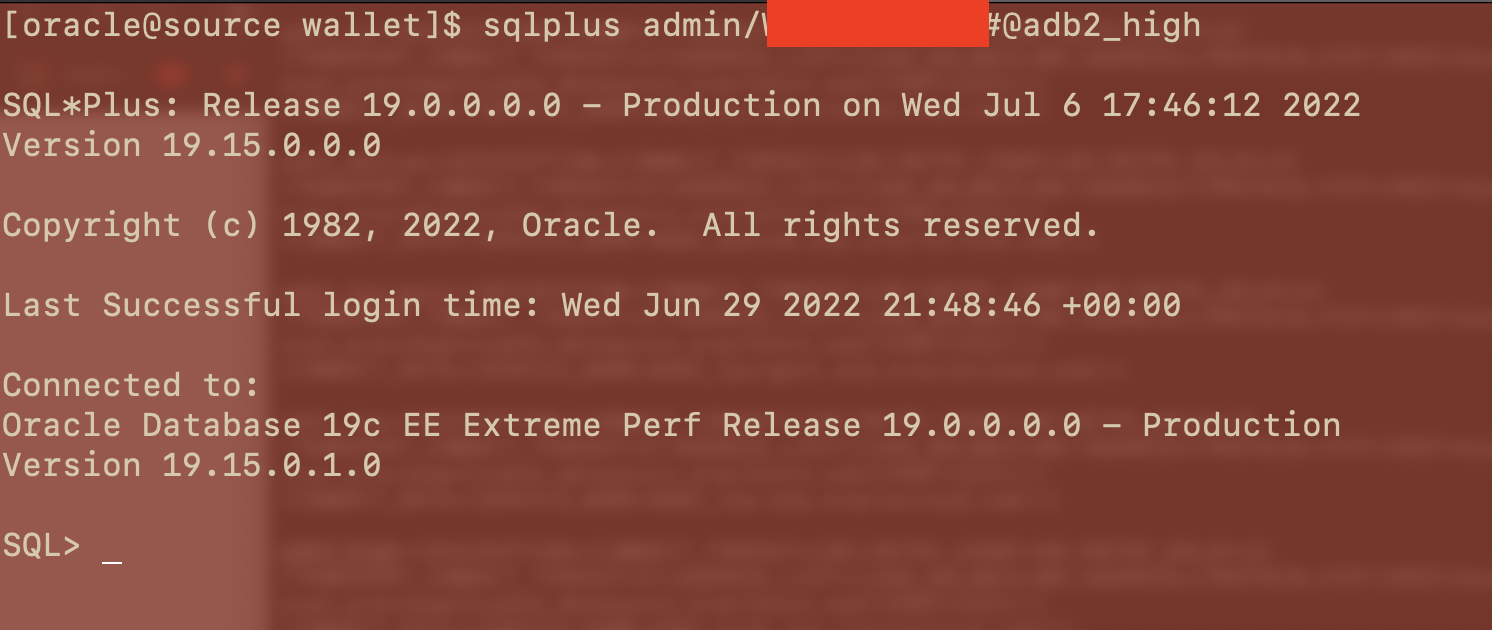 [oracle@source wallet]$ sqlplus admin/ #@adb2_high
SQL*Plus: Release 19.0.0.0.0 – Production on Wed Jul 6 17:46:12 2022
Version 19.15.0.0.0
Copyright (c) 1982, 2022, Oracle.  All rights reserved.
Last Successful login time: Wed Jun 29 2022 21:48:46 +00:00
Connected to:
Oracle Database 19c EE Extreme Perf Release 19.0.0.0.0 – Production
Version 19.15.0.1.0
SQL> _